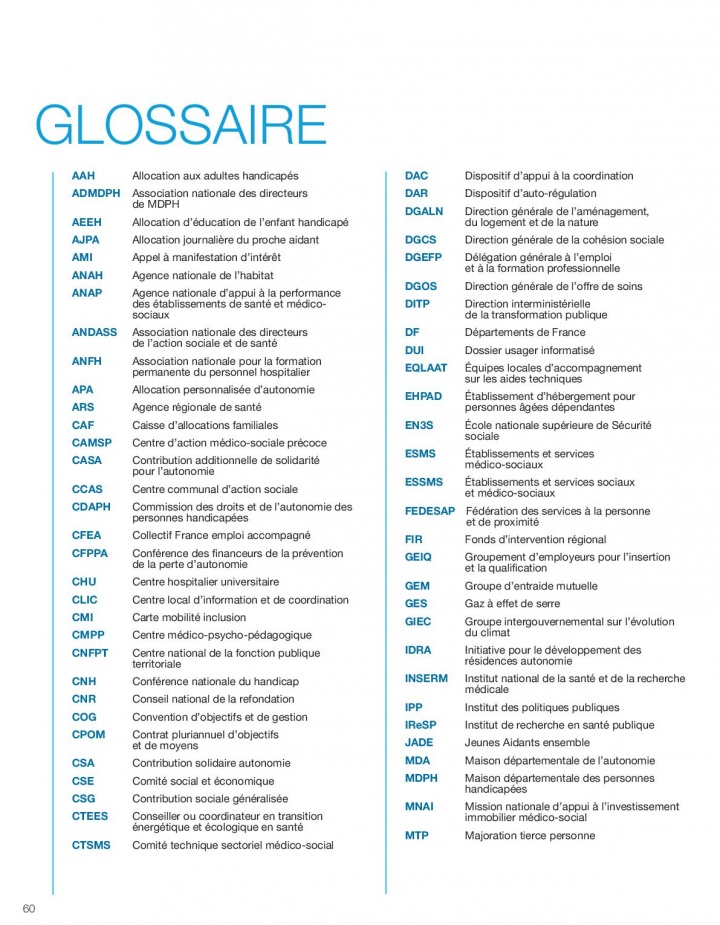 GLOSSAIRE
AAH Allocation aux adultes handicapés
ADMDPH Association nationale des directeurs
de MDPH
AEEH Allocation d’éducation de l’enfant handicapé
AJPA Allocation journalière du proche aidant
AMI Appel à manifestation d’intérêt
ANAH Agence nationale de l’habitat
ANAP Agence nationale d’appui à la performance
des établissements de santé et médico-
sociaux
ANDASS Association nationale des directeurs
de l’action sociale et de santé
ANFH Association nationale pour la formation
permanente du personnel hospitalier
APA Allocation personnalisée d’autonomie
ARS Agence régionale de santé
CAF Caisse d’allocations familiales
CAMSP Centre d’action médico-sociale précoce
CASA Contribution additionnelle de solidarité
pour l’autonomie
CCAS Centre communal d’action sociale
CDAPH Commission des droits et de l’autonomie des
personnes handicapées
CFEA Collectif France emploi accompagné
CFPPA Conférence des financeurs de la prévention
de la perte d’autonomie
CHU Centre hospitalier universitaire
CLIC Centre local d’information et de coordination
CMI Carte mobilité inclusion
CMPP Centre médico-psycho-pédagogique
CNFPT Centre national de la fonction publique
territoriale
CNH Conférence nationale du handicap
CNR Conseil national de la refondation
COG Convention d’objectifs et de gestion
CPOM Contrat pluriannuel d’objectifs
et de moyens
CSA Contribution solidaire autonomie
CSE Comité social et économique
CSG Contribution sociale généralisée
CTEES Conseiller ou coordinateur en transition
énergétique et écologique en santé
CTSMS Comité technique sectoriel médico-social
DAC Dispositif d’appui à la coordination
DAR Dispositif d’auto-régulation
DGALN Direction générale de l’aménagement,
du logement et de la nature
DGCS Direction générale de la cohésion sociale
DGEFP Délégation générale à l’emploi
et à la formation professionnelle
DGOS Direction générale de l’offre de soins
DITP Direction interministérielle
de la transformation publique
DF Départements de France
DUI Dossier usager informatisé
EQLAAT Équipes locales d’accompagnement
sur les aides techniques
EHPAD Établissement d’hébergement pour
personnes âgées dépendantes
EN3S École nationale supérieure de Sécurité
sociale
ESMS Établissements et services
médico-sociaux
ESSMS Établissements et services sociaux
et médico-sociaux
FEDESAP Fédération des services à la personne
et de proximité
FIR Fonds d’intervention régional
GEIQ Groupement d’employeurs pour l’insertion
et la qualification
GEM Groupe d’entraide mutuelle
GES Gaz à effet de serre
GIEC Groupe intergouvernemental sur l’évolution
du climat
IDRA Initiative pour le développement des
résidences autonomie
INSERM Institut national de la santé et de la recherche
médicale
IPP Institut des politiques publiques
IReSP Institut de recherche en santé publique
JADE Jeunes Aidants ensemble
MDA Maison départementale de l’autonomie
MDPH Maison départementale des personnes
handicapées
MNAI Mission nationale d’appui à l’investissement
immobilier médico-social
MTP Majoration tierce personne
60